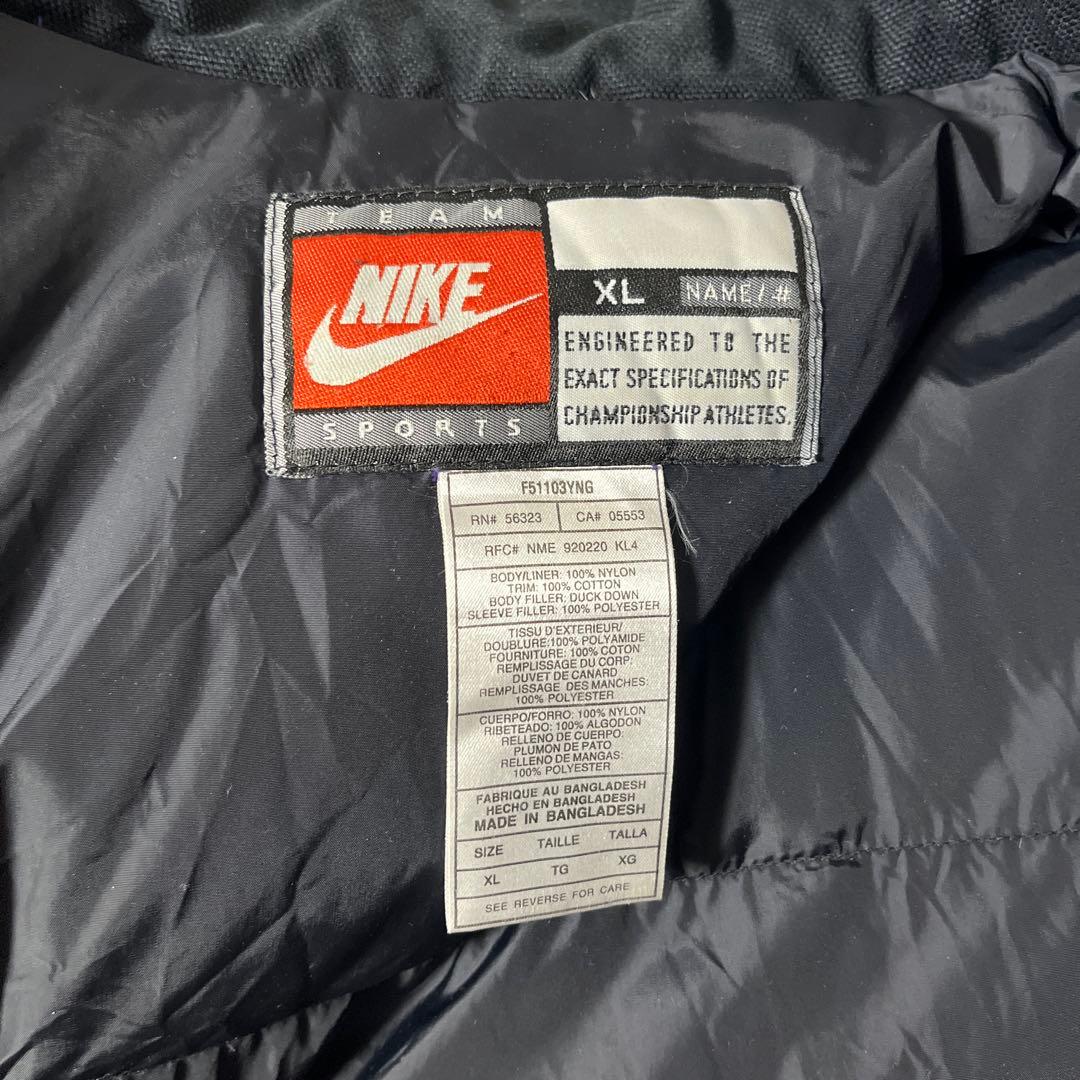 TEAM
NIKE
SPORTS
XL NAME/#
ENGINEERED TO THE
EXACT SPECIFICATIONS OF
CHAMPIONSHIP ATHLETES.
F51103YNG
RN# 56323 CA# 05553
RFC# NME 920220 KL4
BODY/LINER: 100% NYLON
TRIM: 100% COTTON
BODY FILLER: DUCK DOWN
SLEEVE FILLER: 100% POLYESTER
TISSU D'EXTERIEUR/
DOUBLURE:100% POLYAMIDE
FOURNITURE: 100% COTON
REMPLISSAGE DU CORP:
DUVET DE CANARD
REMPLISSAGE DES MANCHES:
100% POLYESTER
CUERPO/FORRO: 100% NYLON
RIBETEADO: 100% ALGODON
RELLENO DE CUERPO:
PLUMON DE PATO
RELLENO DE MANGAS:
100% POLYESTER
FABRIQUE AU BANGLADESH
HECHO EN BANGLADESH
MADE IN BANGLADESH
SIZE TAILLE TALLA
XL TG XG
SEE REVERSE FOR CARE